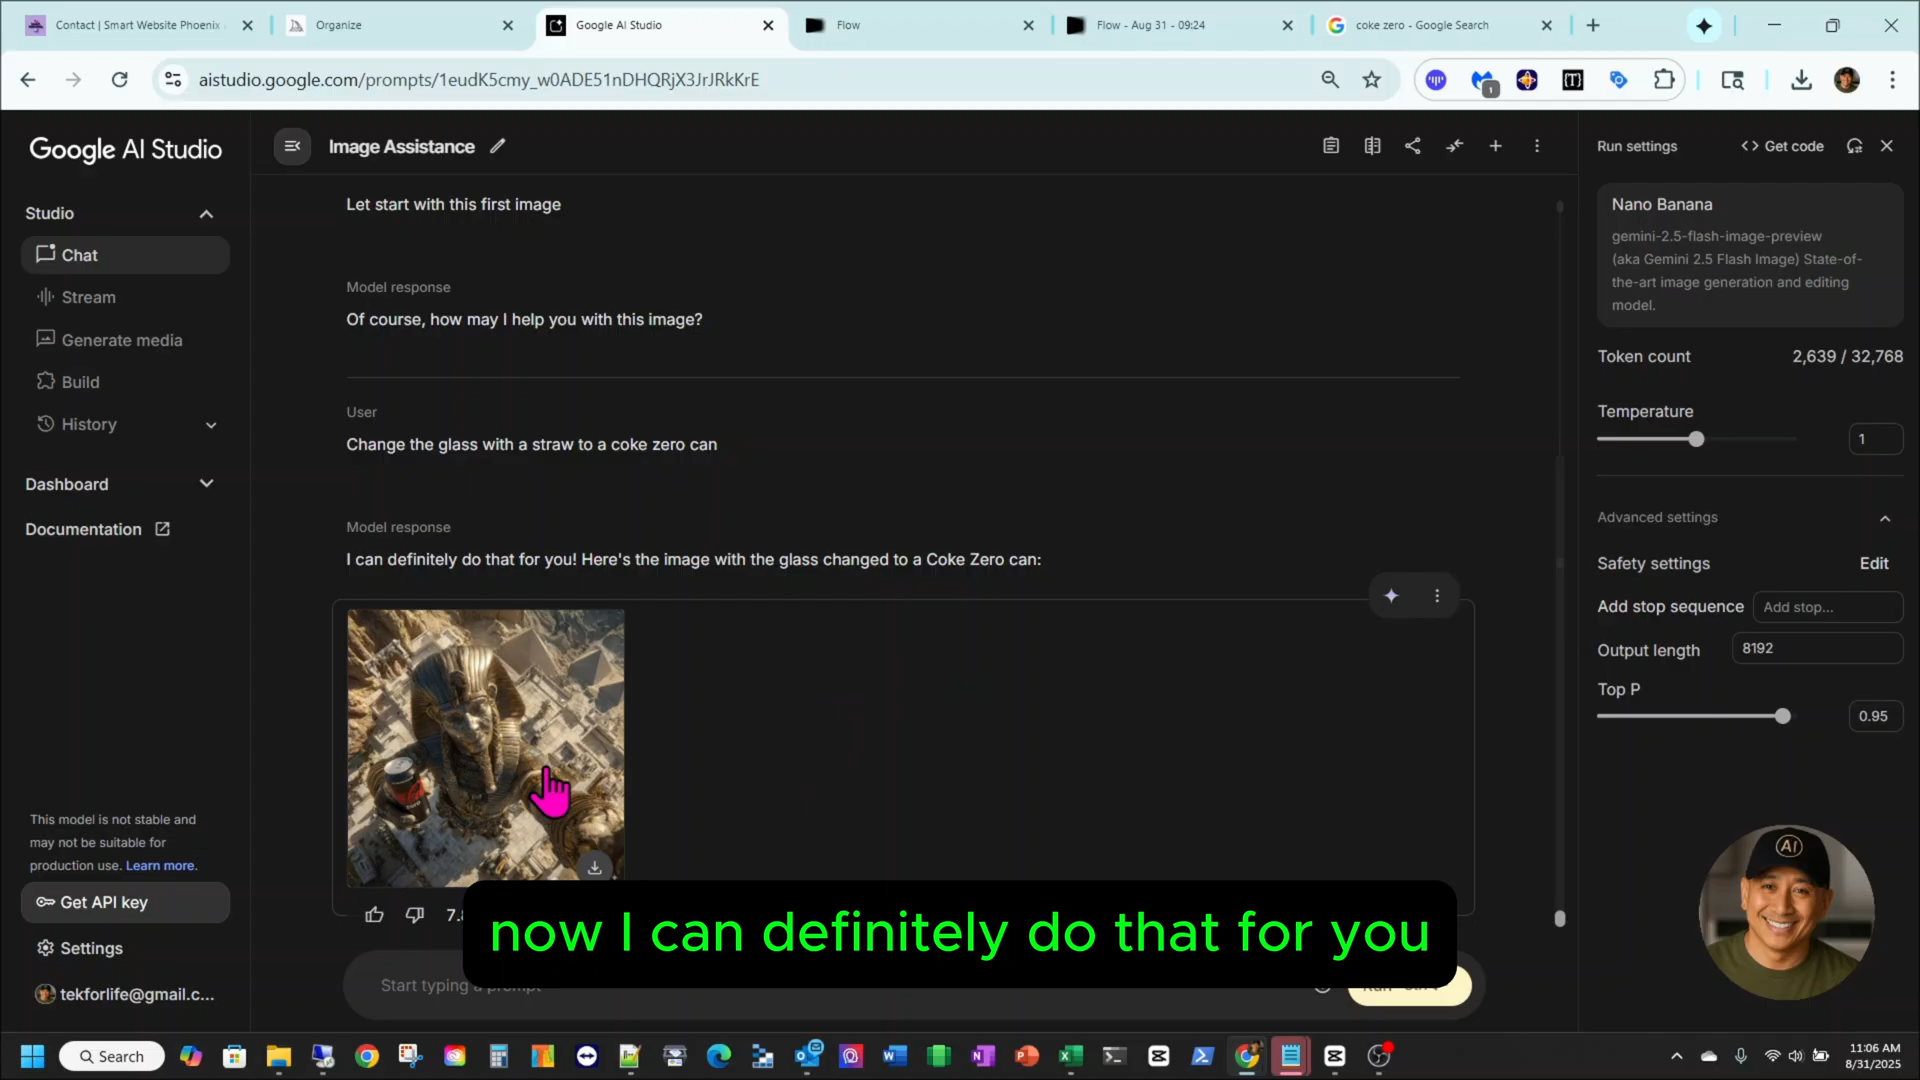 Contact | Smart Website Phoenix
Organize
Google AI Studio
Flow
Flow - Aug 31 - 09:24
coke zero - Google Search
aistudio.google.com/prompts/1eudK5cmy_w0ADE51nDHQRjX3JrJRkKrE
1
Google AI Studio
Image Assistance
Run settings
Get code
Studio
Chat
Stream
Generate media
Build
History
Dashboard
Documentation
Let start with this first image
Model response
Of course, how may I help you with this image?
User
Change the glass with a straw to a coke zero can
Model response
I can definitely do that for you! Here's the image with the glass changed to a Coke Zero can:
Nano Banana
gemini-2.5-flash-image-preview
(aka Gemini 2.5 Flash Image) State-of-
the-art image generation and editing
model.
Token count
2,639 / 32,768
Temperature
1
Advanced settings
Safety settings
Edit
Add stop sequence
Add stop...
Output length
8192
Top P
0.95
This model is not stable and
may not be suitable for
production use. Learn more.
Get API key
Settings
tekforlife@gmail.c...
now I can definitely do that for you
Start typing a prompt
AI
Search
11:06 AM
8/31/2025